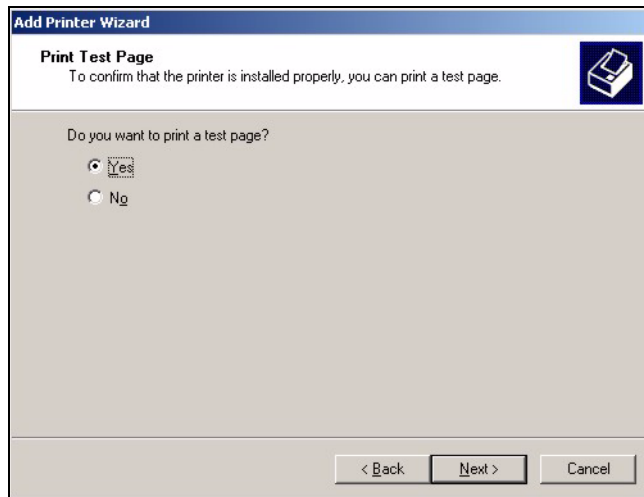 Add Printer Wizard
Print Test Page
To confirm that the printer is installed properly, you can print a test page.
Do you want to print a test page?
Yes
No
< Back
Next >
Cancel